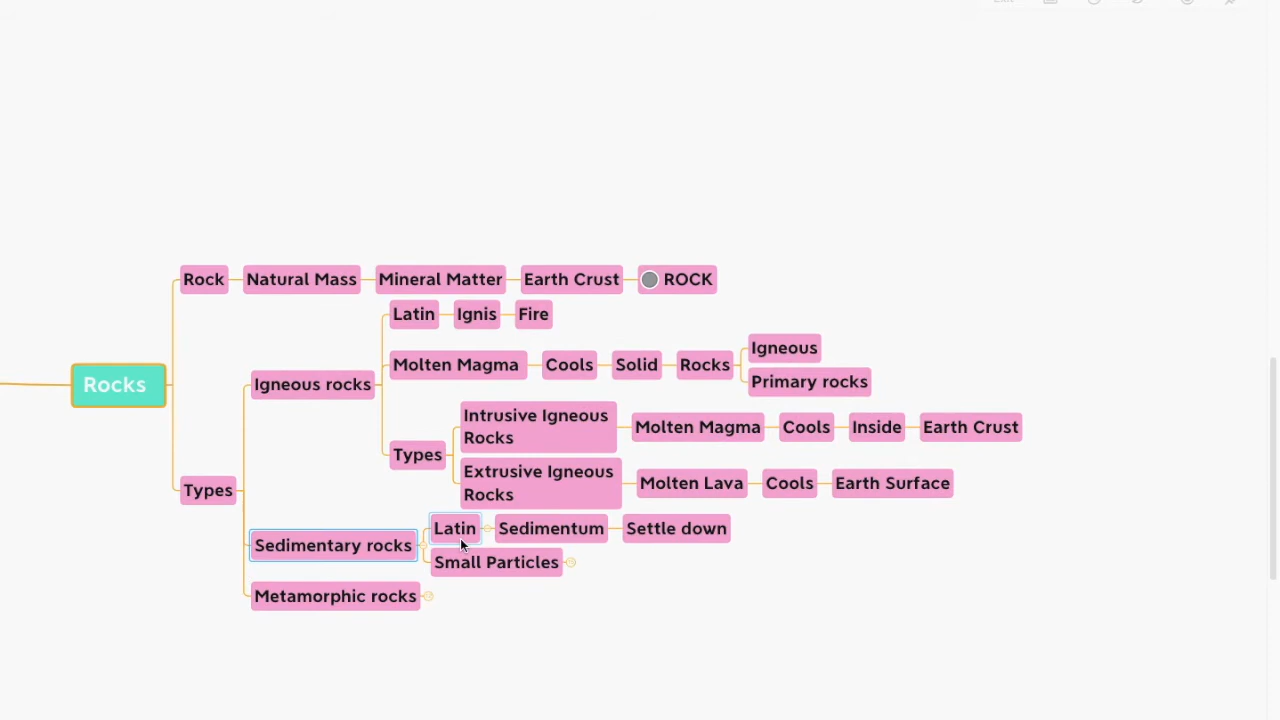 Rock
Natural Mass
Mineral Matter
Earth Crust
ROCK
Latin
Ignis
Fire
Igneous
Molten Magma
Cools
Solid
Rocks
Primary rocks
Rocks
Igneous rocks
Intrusive Igneous
Rocks
Molten Magma
Cools
Inside
Earth Crust
Types
Extrusive Igneous
Rocks
Molten Lava
Cools
Earth Surface
Types
Latin
Sedimentum
Settle down
Sedimentary rocks
Small Particles
Metamorphic rocks